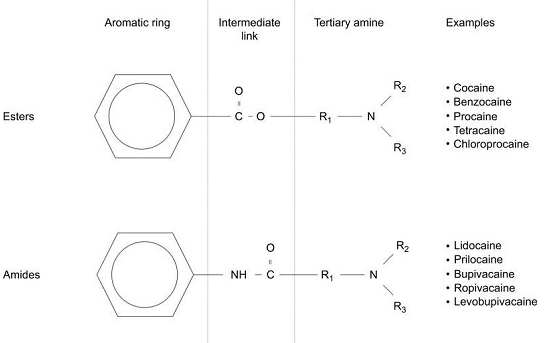 Aromatic ring Intermediate link Tertiary amine Examples
Esters
O
C - O R1 N
R2
R3
• Cocaine
• Benzocaine
• Procaine
• Tetracaine
• Chloroprocaine
Amides
O
NH C R1 N
R2
R3
• Lidocaine
• Prilocaine
• Bupivacaine
• Ropivacaine
• Levobupivacaine